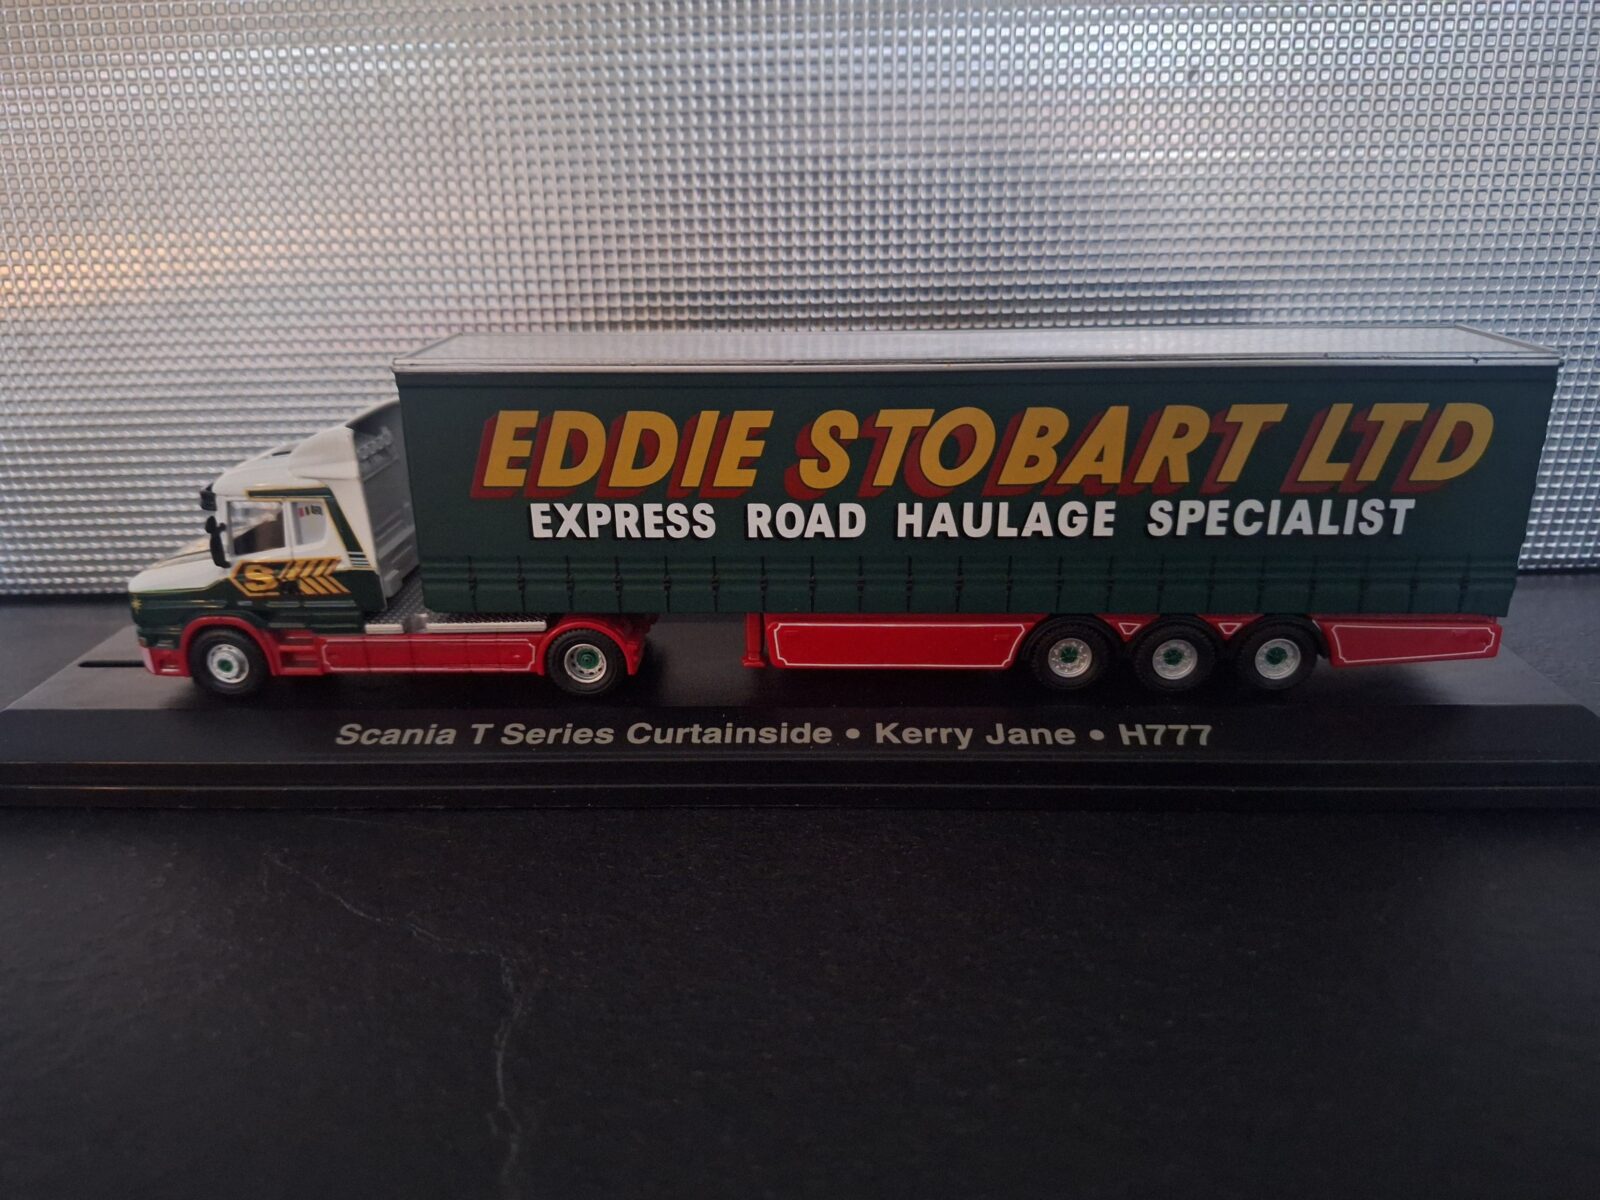 EDDIE STOBART LTD
EXPRESS ROAD HAULAGE SPECIALIST
S
Scania T Series Curtainside • Kerry Jane • H777